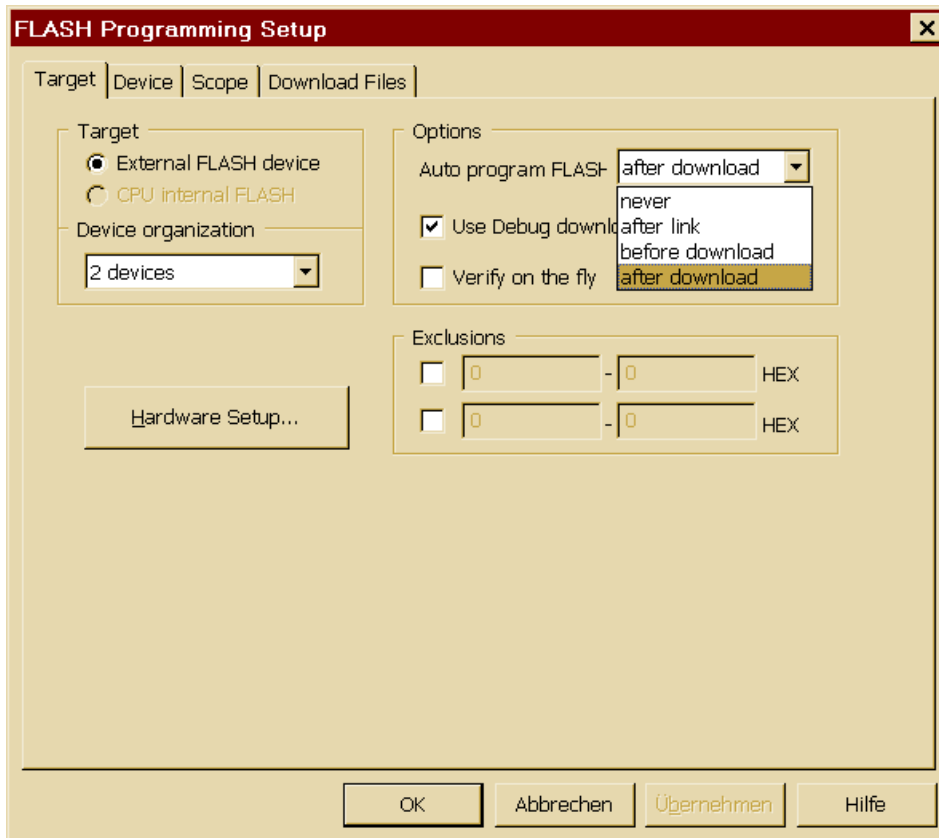 FLASH Programming Setup
Target Device Scope Download Files
Target
External FLASH device
CPU internal FLASH
Device organization
2 devices
Hardware Setup...
Options
Auto program FLASH after download
never
after link
before download
after download
Use Debug downl
Verify on the fly
Exclusions
0 - 0 HEX
0 - 0 HEX
OK Abbrechen Übernehmen Hilfe